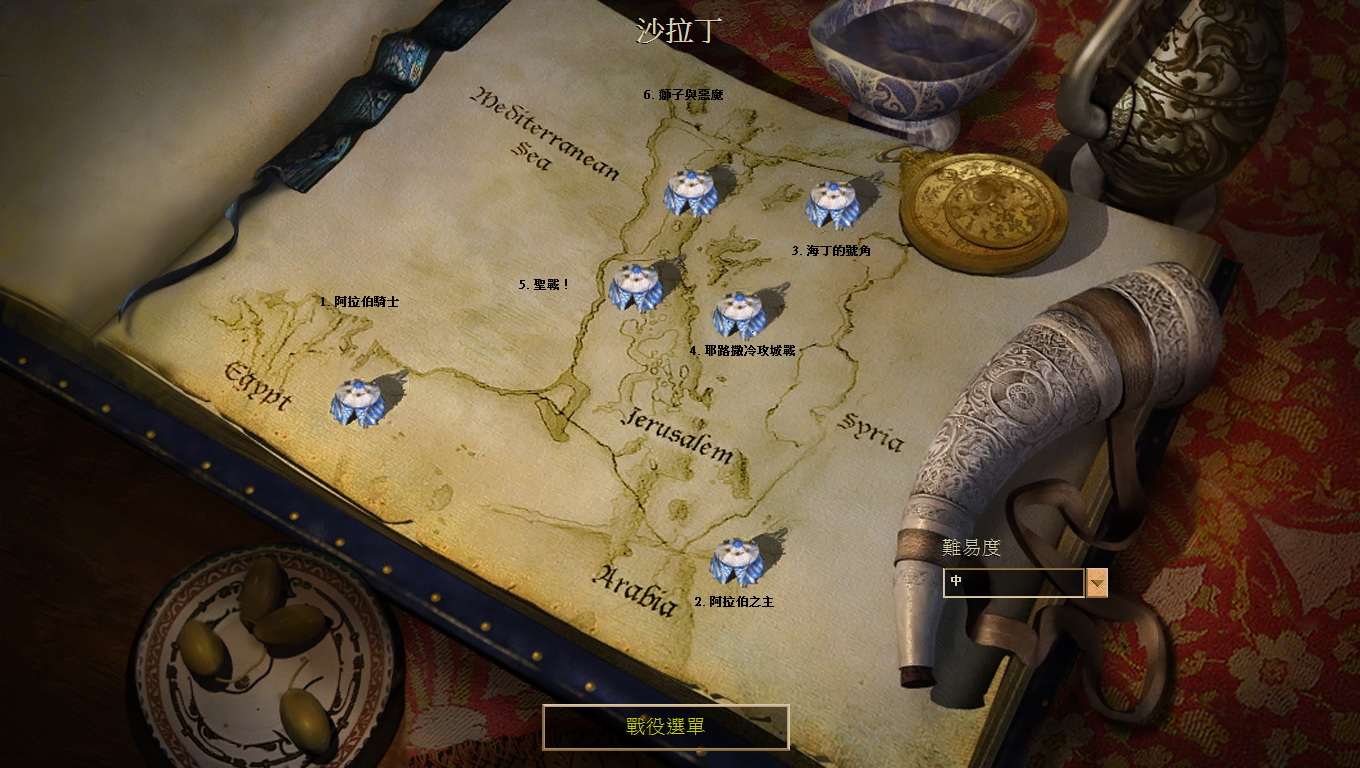 沙拉丁
6. 獅子與惡魔
Mediterranean
Sea
3. 海丁的號角
5. 聖戰！
1. 阿拉伯騎士
4. 耶路撒冷攻城戰
Egypt
Jerusalem
Syria
難易度
中
Arabia
2. 阿拉伯之主
戰役選單